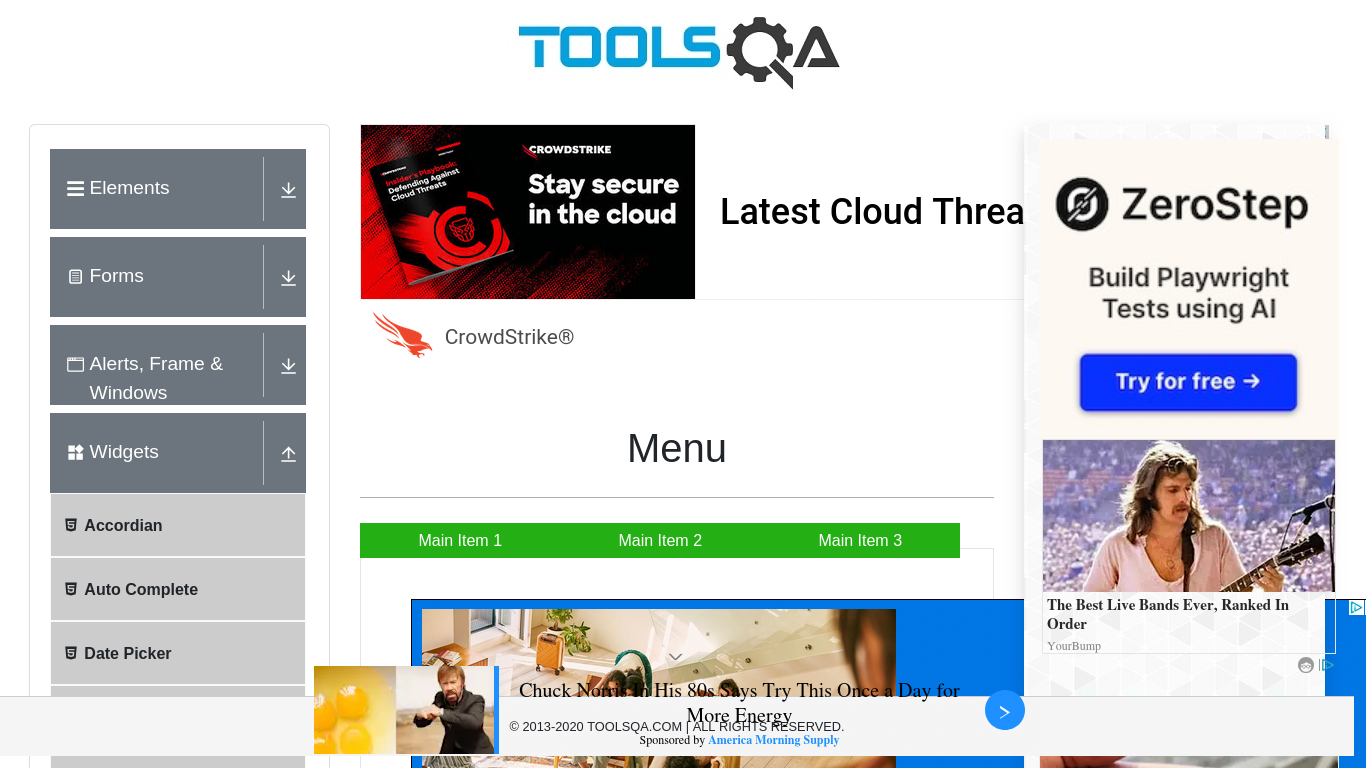 TOOLSQA
Elements
Forms
Alerts, Frame &
Windows
Widgets
Accordian
Auto Complete
Date Picker
Insider's Playbook:
Defending Against
Cloud Threats
CROWDSTRIKE
Stay secure
in the cloud
Latest Cloud Threa
CrowdStrike®
Menu
Main Item 1
Main Item 2
Main Item 3
ZeroStep
Build Playwright
Tests using AI
Try for free →
The Best Live Bands Ever, Ranked In
Order
YourBump
Chuck Norris In His 80s Says Try This Once a Day for
More Energy
© 2013-2020 TOOLSQA.COM | ALL RIGHTS RESERVED.
Sponsored by America Morning Supply